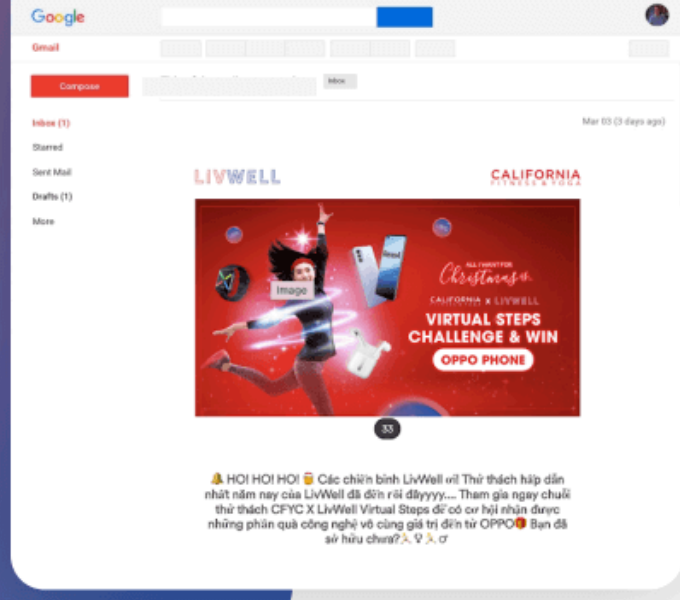 Google
Gmail
Inbox
Compose
Mar 03 (3 days ago)
Inbox (1)
Starred
Sent Mail
Drafts (1)
More
LIVWELL
CALIFORNIA
FITNESS & YOGA
ALL I WANT FOR
Christmas is
CALIFORNIA X LIVWELL
VIRTUAL STEPS
CHALLENGE & WIN
OPPO PHONE
Image
33
🔔 HO! HO! HO! 🎅 Các chiến binh LivWell ơi! Thử thách hấp dẫn
nhất năm nay của LivWell đã đến rồi đâyyyy.... Tham gia ngay chuỗi
thử thách CFYC X LivWell Virtual Steps để có cơ hội nhận được
những phần quà công nghệ vô cùng giá trị đến từ OPPO🎁 Bạn đã
sở hữu chưa?🏃‍♀️🏃‍♂️